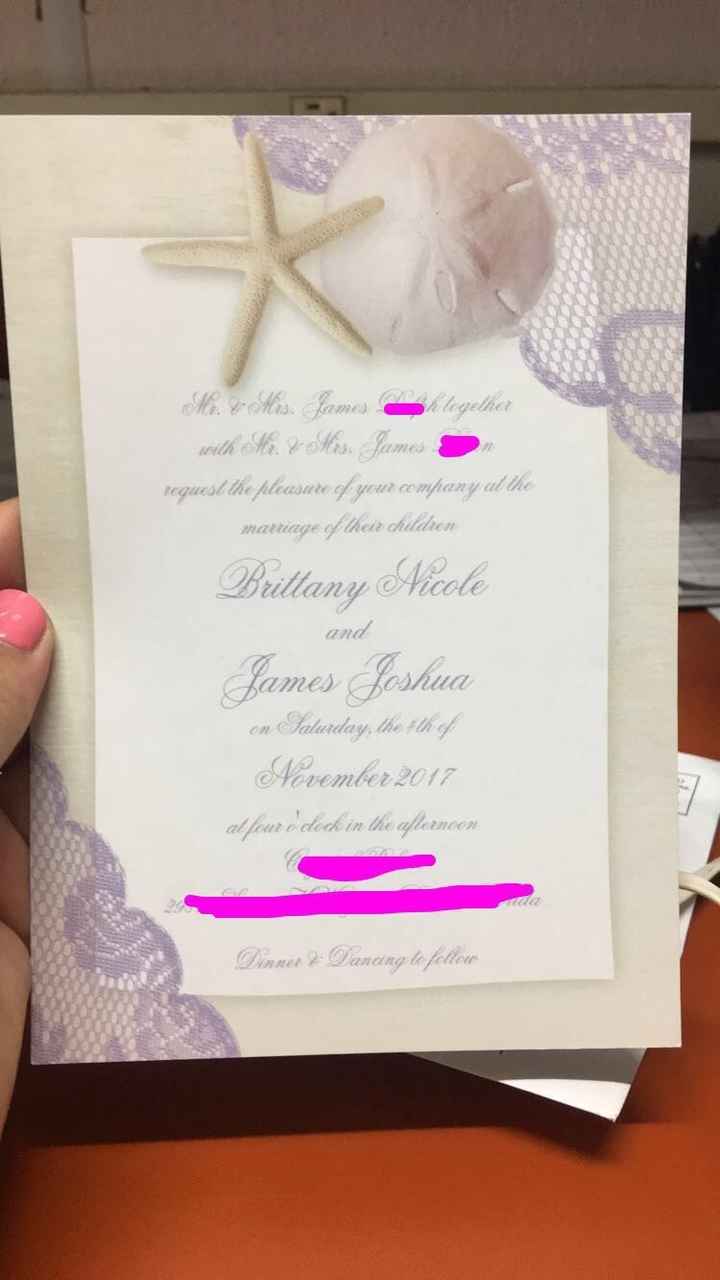 Mr. & Mrs. James together
with Mr. & Mrs. James
request the pleasure of your company at the
marriage of their children
Brittany Nicole
and
James Joshua
on Saturday, the 4th of
November 2017
at four o'clock in the afternoon
Dinner & Dancing to follow